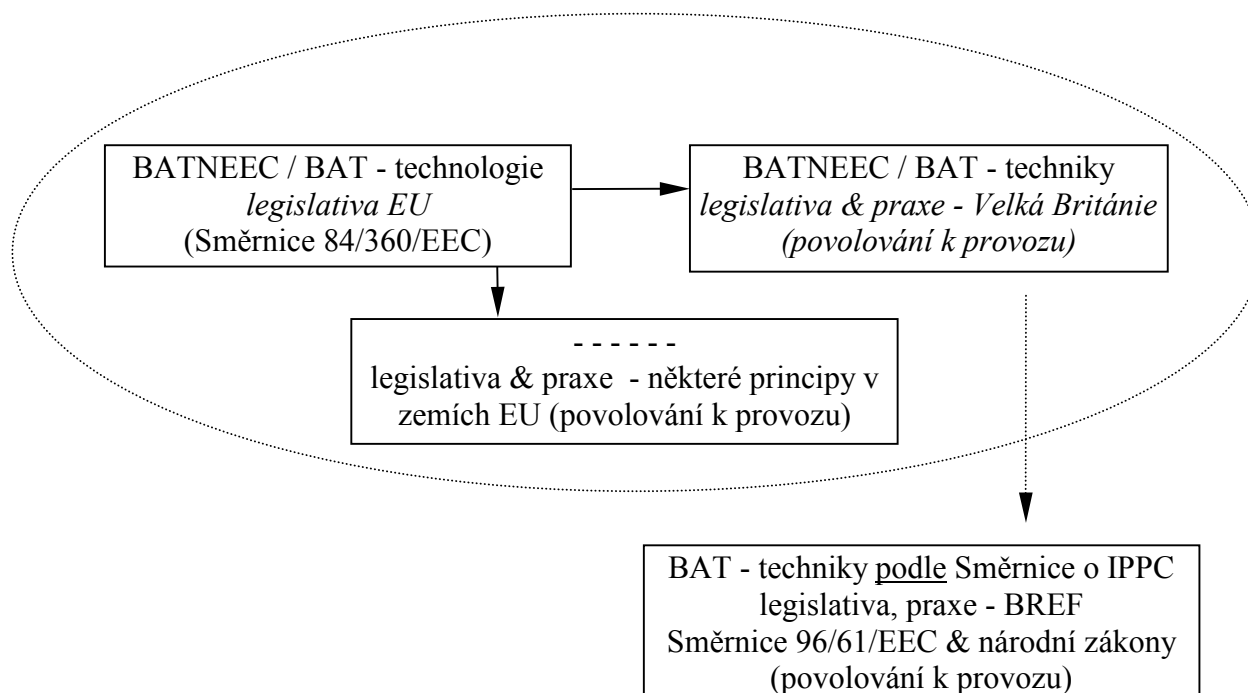 BATNEEC / BAT - technologie
legislativa EU
(Směrnice 84/360/EEC)
BATNEEC / BAT - techniky
legislativa & praxe - Velká Británie
(povolování k provozu)
- - - - - -
legislativa & praxe - některé principy v
zemích EU (povolování k provozu)
BAT - techniky podle Směrnice o IPPC
legislativa, praxe - BREF
Směrnice 96/61/EEC & národní zákony
(povolování k provozu)